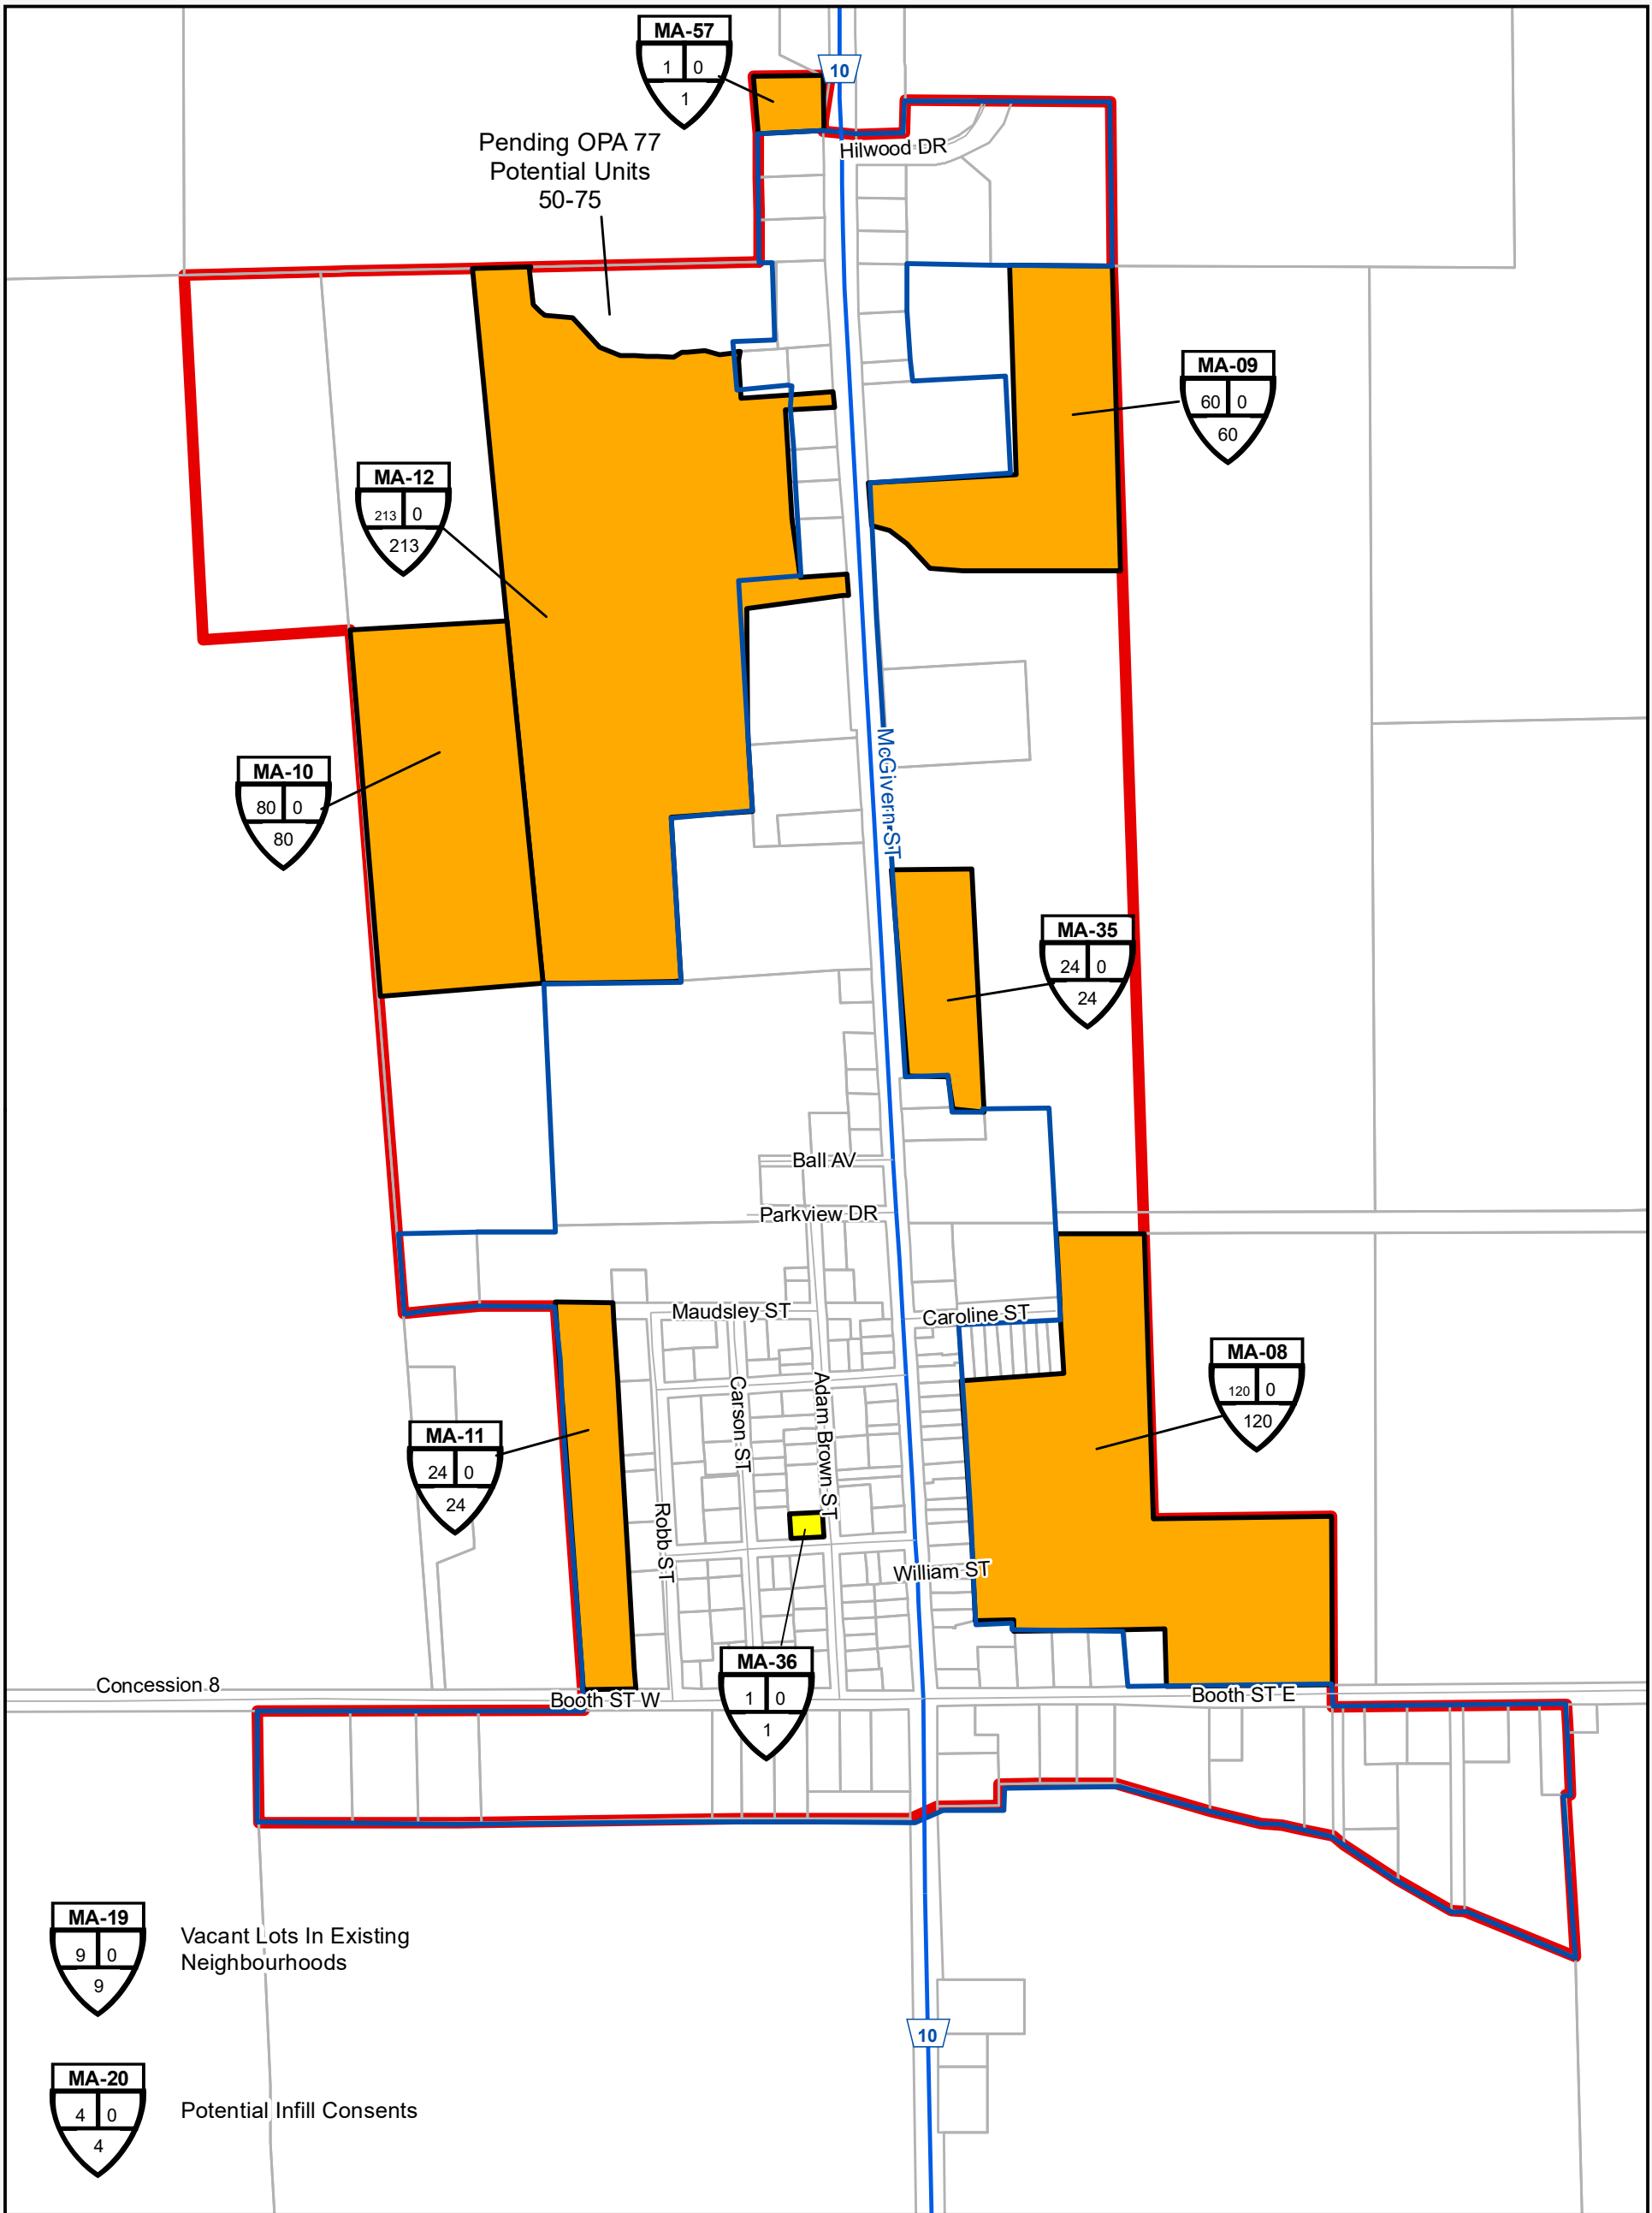 MA-57
1 0
1
10
Pending OPA 77
Potential Units
50-75
Hilwood DR
MA-09
60 0
60
MA-12
213 0
213
MA-10
80 0
80
McGivern ST
MA-35
24 0
24
Ball AV
Parkview DR
Maudsley ST
Caroline ST
MA-08
120 0
120
Carson ST
Adam Brown ST
MA-11
24 0
24
Robb ST
William ST
MA-36
1 0
1
Concession 8
Booth ST W
Booth ST E
MA-19
9 0
9
Vacant Lots In Existing
Neighbourhoods
10
MA-20
4 0
4
Potential Infill Consents